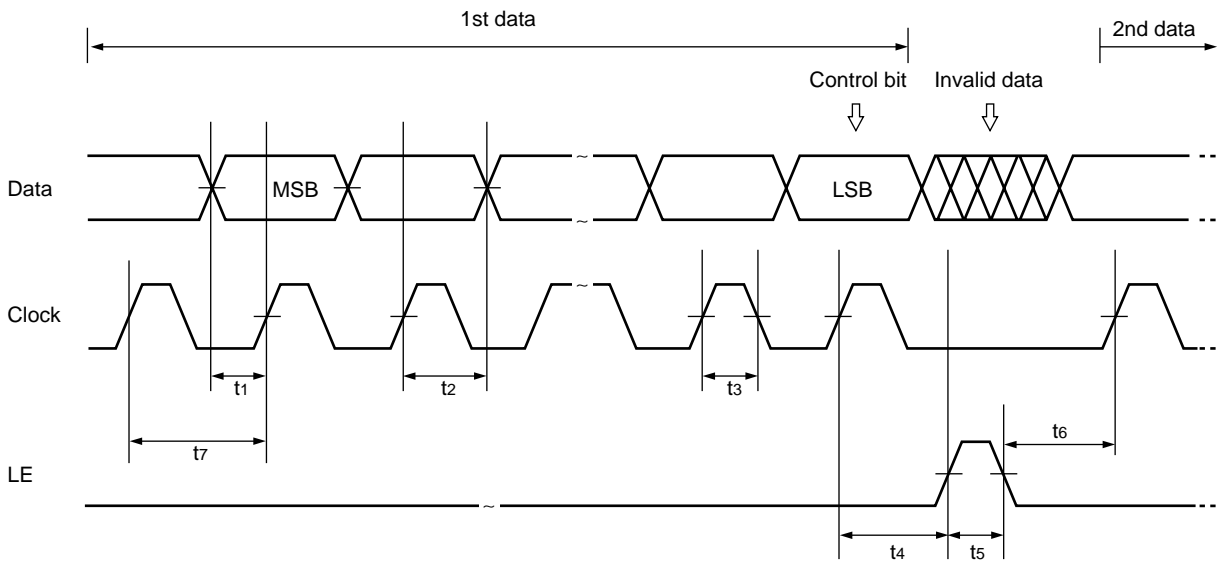 1st data
2nd data
Control bit
Invalid data
Data
MSB
LSB
Clock
t1
t2
t3
t7
t6
LE
t4
t5